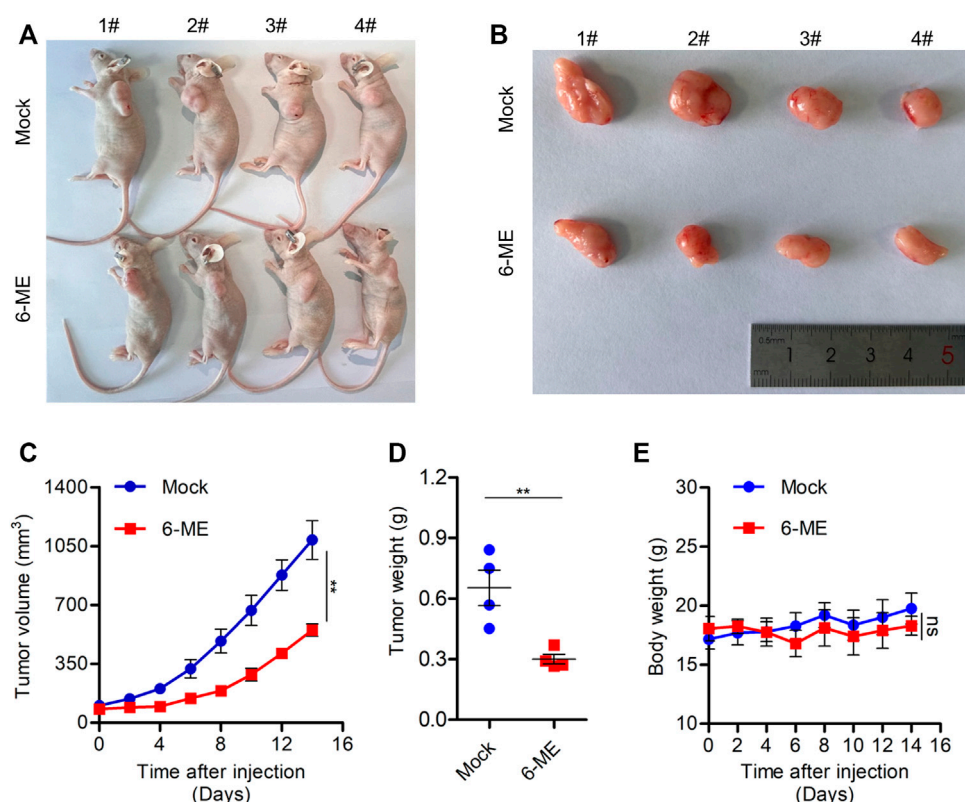 A
1# 2# 3# 4#
Mock
6-ME
B
1# 2# 3# 4#
Mock
6-ME
0.5mm
1 2 3 4 5
mm
C
Mock
6-ME
Tumor volume (mm³)
1400
1050
700
350
0
**
0 4 8 12 16
Time after injection
(Days)
D
Tumor weight (g)
1.2
0.9
0.6
0.3
0.0
**
Mock 6-ME
E
Mock
6-ME
Body weight (g)
30
25
20
15
10
ns
0 2 4 6 8 10 12 14 16
Time after injection
(Days)